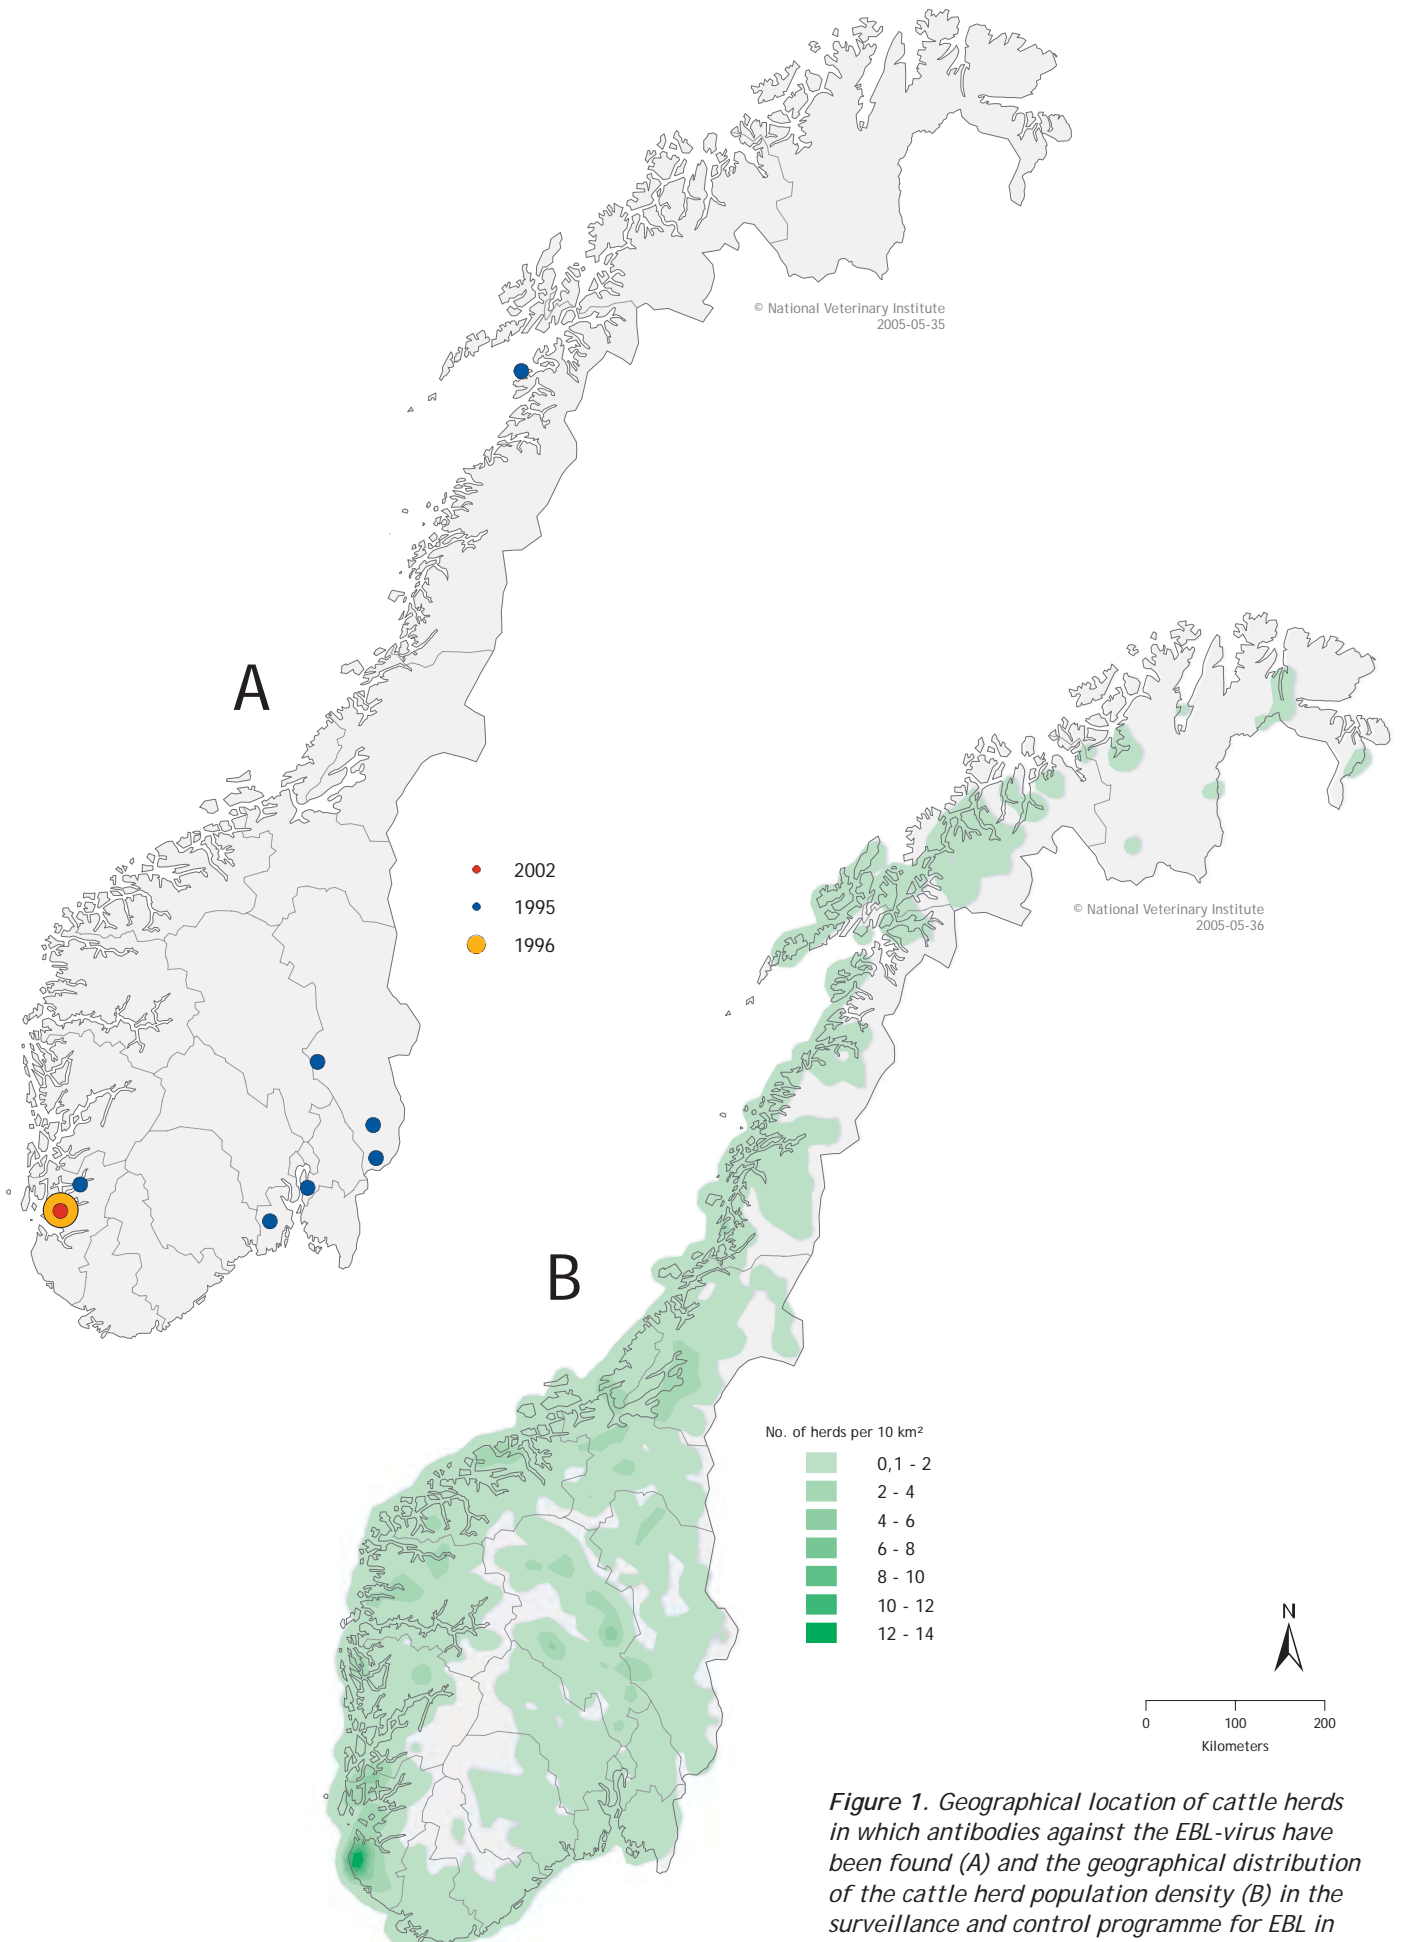 © National Veterinary Institute
2005-05-35
A
2002
1995
1996
© National Veterinary Institute
2005-05-36
B
No. of herds per 10 km²
0,1 - 2
2 - 4
4 - 6
6 - 8
8 - 10
10 - 12
12 - 14
N
0 100 200
Kilometers
Figure 1. Geographical location of cattle herds
in which antibodies against the EBL-virus have
been found (A) and the geographical distribution
of the cattle herd population density (B) in the
surveillance and control programme for EBL in